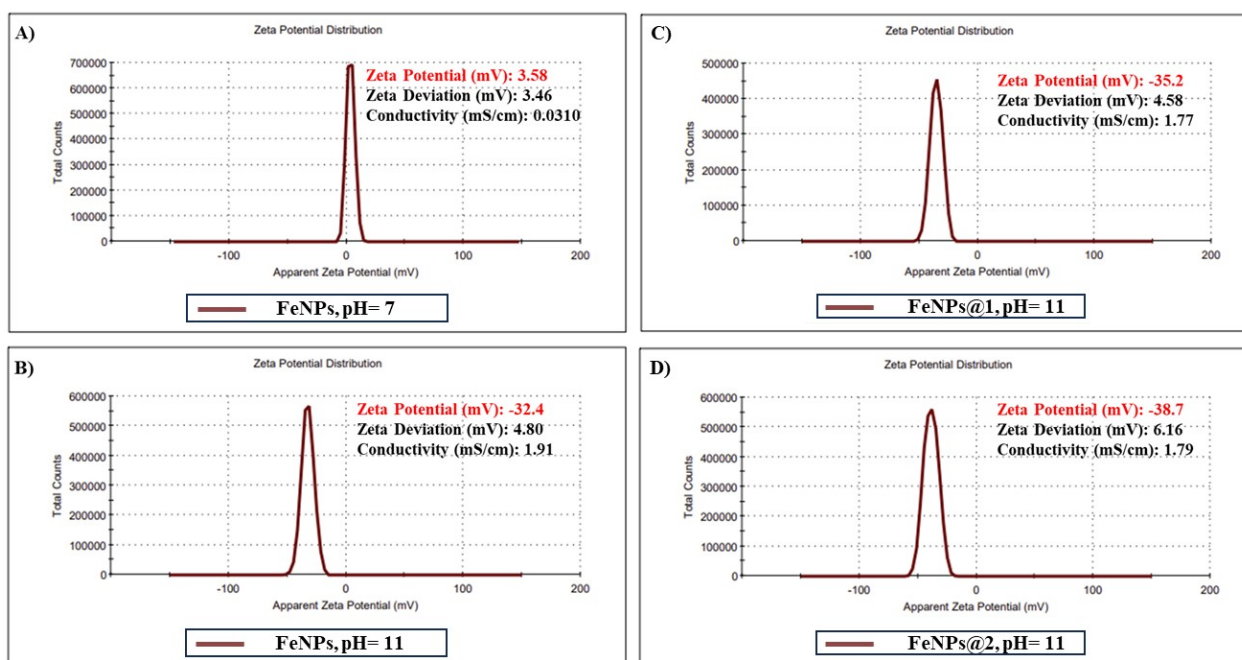 A)
Zeta Potential Distribution
Zeta Potential (mV): 3.58
Zeta Deviation (mV): 3.46
Conductivity (mS/cm): 0.0310
Total Counts
700000
600000
500000
400000
300000
200000
100000
0
-100
0
100
200
Apparent Zeta Potential (mV)
FeNPs, pH= 7
B)
Zeta Potential Distribution
Zeta Potential (mV): -32.4
Zeta Deviation (mV): 4.80
Conductivity (mS/cm): 1.91
Total Counts
600000
500000
400000
300000
200000
100000
0
-100
0
100
200
Apparent Zeta Potential (mV)
FeNPs, pH= 11
C)
Zeta Potential Distribution
Zeta Potential (mV): -35.2
Zeta Deviation (mV): 4.58
Conductivity (mS/cm): 1.77
Total Counts
500000
400000
300000
200000
100000
0
-100
0
100
200
Apparent Zeta Potential (mV)
FeNPs@1, pH= 11
D)
Zeta Potential Distribution
Zeta Potential (mV): -38.7
Zeta Deviation (mV): 6.16
Conductivity (mS/cm): 1.79
Total Counts
600000
500000
400000
300000
200000
100000
0
-100
0
100
200
Apparent Zeta Potential (mV)
FeNPs@2, pH= 11